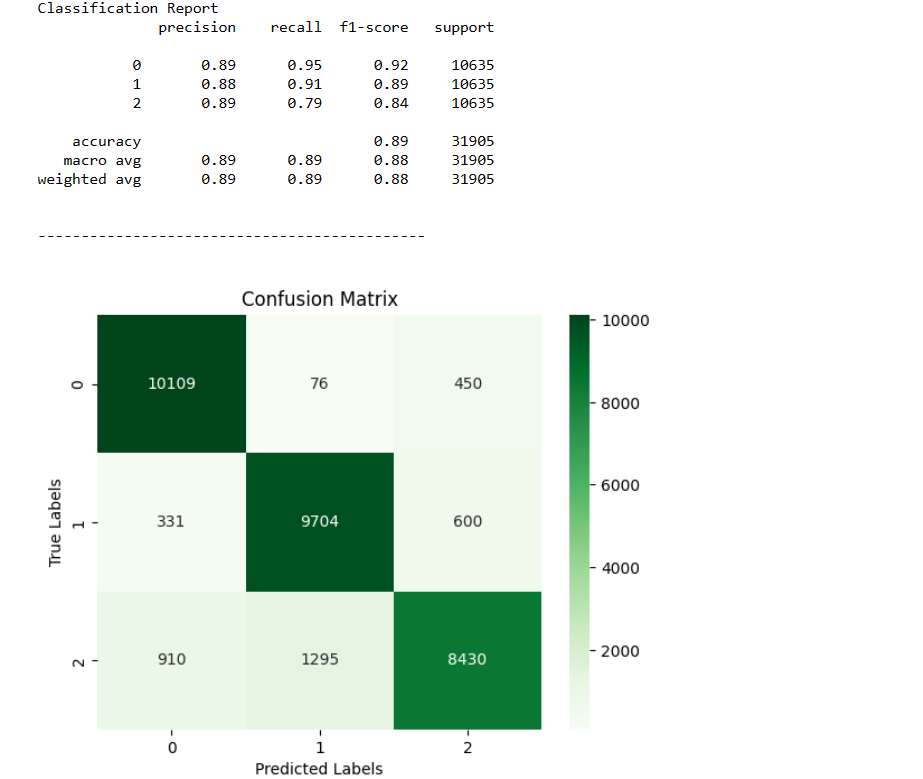 Classification Report
precision recall f1-score support
0 0.89 0.95 0.92 10635
1 0.88 0.91 0.89 10635
2 0.89 0.79 0.84 10635
accuracy 0.89 31905
macro avg 0.89 0.89 0.88 31905
weighted avg 0.89 0.89 0.88 31905
---------------------------------------------
Confusion Matrix
10000
0 10109 76 450
8000
6000
True Labels
1 331 9704 600
4000
2 910 1295 8430
2000
0 1 2
Predicted Labels